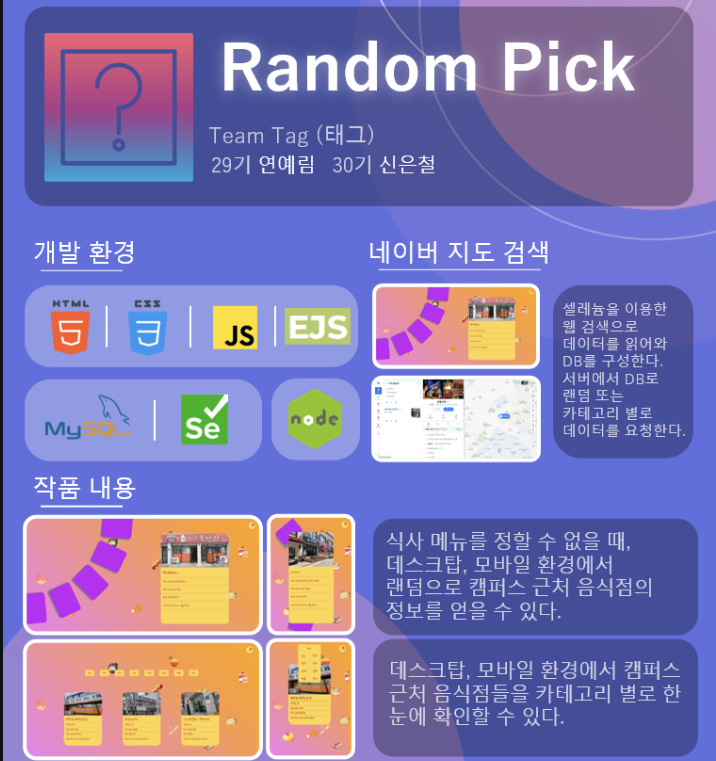 Random Pick
Team Tag (태그)
29기 연예림 30기 신은철
개발 환경
HTML
CSS
JS
EJS
MySQL
Se
node
네이버 지도 검색
셀레늄을 이용한
웹 검색으로
데이터를 읽어와
DB를 구성한다.
서버에서 DB로
랜덤 또는
카테고리 별로
데이터를 요청한다.
작품 내용
식사 메뉴를 정할 수 없을 때,
데스크탑, 모바일 환경에서
랜덤으로 캠퍼스 근처 음식점의
정보를 얻을 수 있다.
데스크탑, 모바일 환경에서 캠퍼스
근처 음식점들을 카테고리 별로 한
눈에 확인할 수 있다.